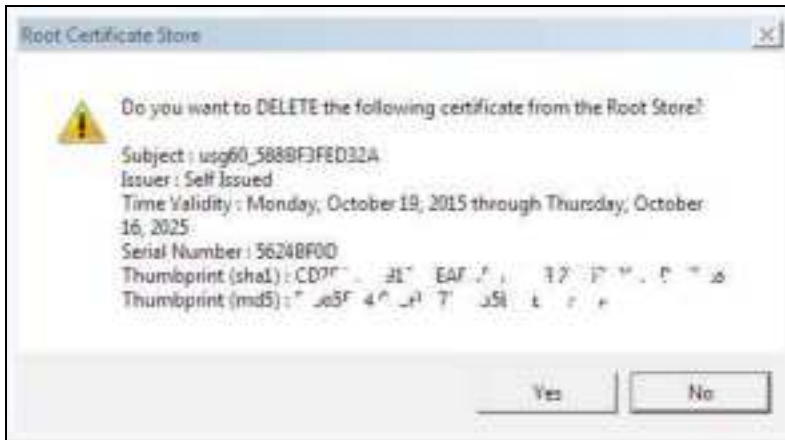 Root Certificate Store
Do you want to DELETE the following certificate from the Root Store?
Subject : usg60_588BF3FED32A
Issuer : Self Issued
Time Validity : Monday, October 19, 2015 through Thursday, October
16, 2025
Serial Number : 5624BF0D
Thumbprint (sha1) :
Thumbprint (md5) :
Yes
No